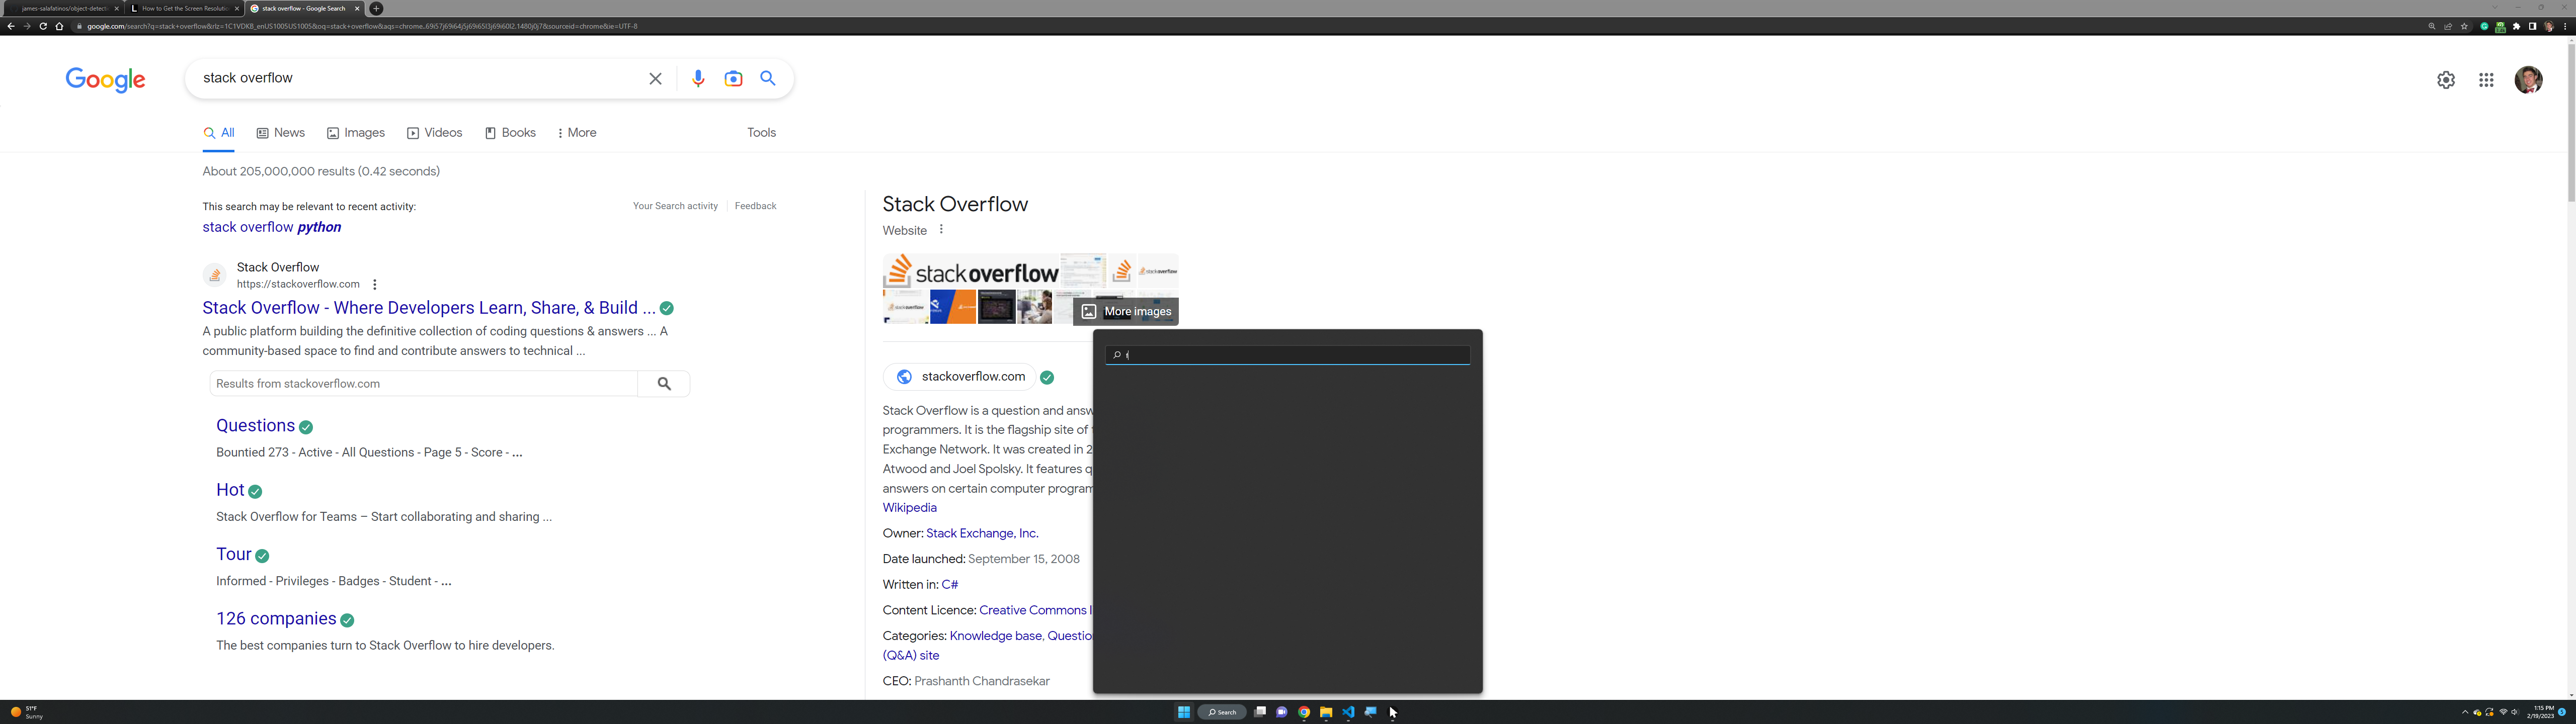 james-salafatinos/object-detecti
How to Get the Screen Resolutio
stack overflow - Google Search
google.com/search?q=stack+overflow&rlz=1C1VDKB_enUS1005US1005&oq=stack+overflow&aqs=chrome..69i57j69i64j5j69i65l3j69i60l2.1480j0j7&sourceid=chrome&ie=UTF-8
Google
stack overflow
All
News
Images
Videos
Books
More
Tools
About 205,000,000 results (0.42 seconds)
This search may be relevant to recent activity:
Your Search activity
Feedback
stack overflow python
Stack Overflow
https://stackoverflow.com
Stack Overflow - Where Developers Learn, Share, & Build ...
A public platform building the definitive collection of coding questions & answers ... A
community-based space to find and contribute answers to technical ...
Results from stackoverflow.com
Questions
Bountied 273 - Active - All Questions - Page 5 - Score - ...
Hot
Stack Overflow for Teams – Start collaborating and sharing ...
Tour
Informed - Privileges - Badges - Student - ...
126 companies
The best companies turn to Stack Overflow to hire developers.
Stack Overflow
Website
stackoverflow
stackoverflow
stackoverflow
More images
stackoverflow.com
Stack Overflow is a question and answ
programmers. It is the flagship site of
Exchange Network. It was created in 2
Atwood and Joel Spolsky. It features q
answers on certain computer program
Wikipedia
Owner: Stack Exchange, Inc.
Date launched: September 15, 2008
Written in: C#
Content Licence: Creative Commons
Categories: Knowledge base, Question
(Q&A) site
CEO: Prashanth Chandrasekar
51°F
Sunny
Search
1:15 PM
2/19/2023